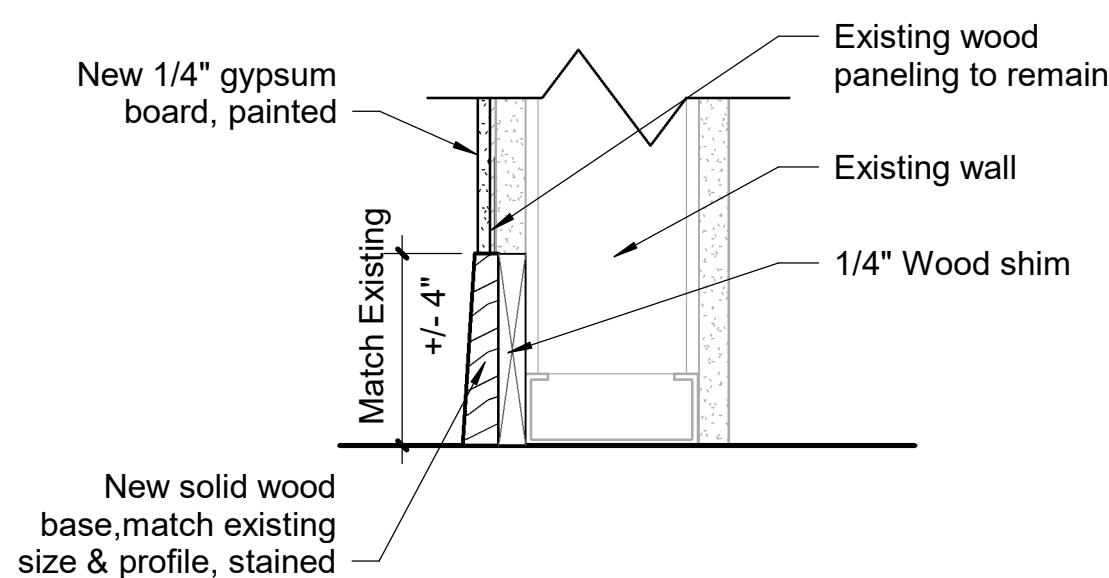 Existing wood
paneling to remain
New 1/4" gypsum
board, painted
Existing wall
1/4" Wood shim
Match Existing
+/- 4"
New solid wood
base,match existing
size & profile, stained